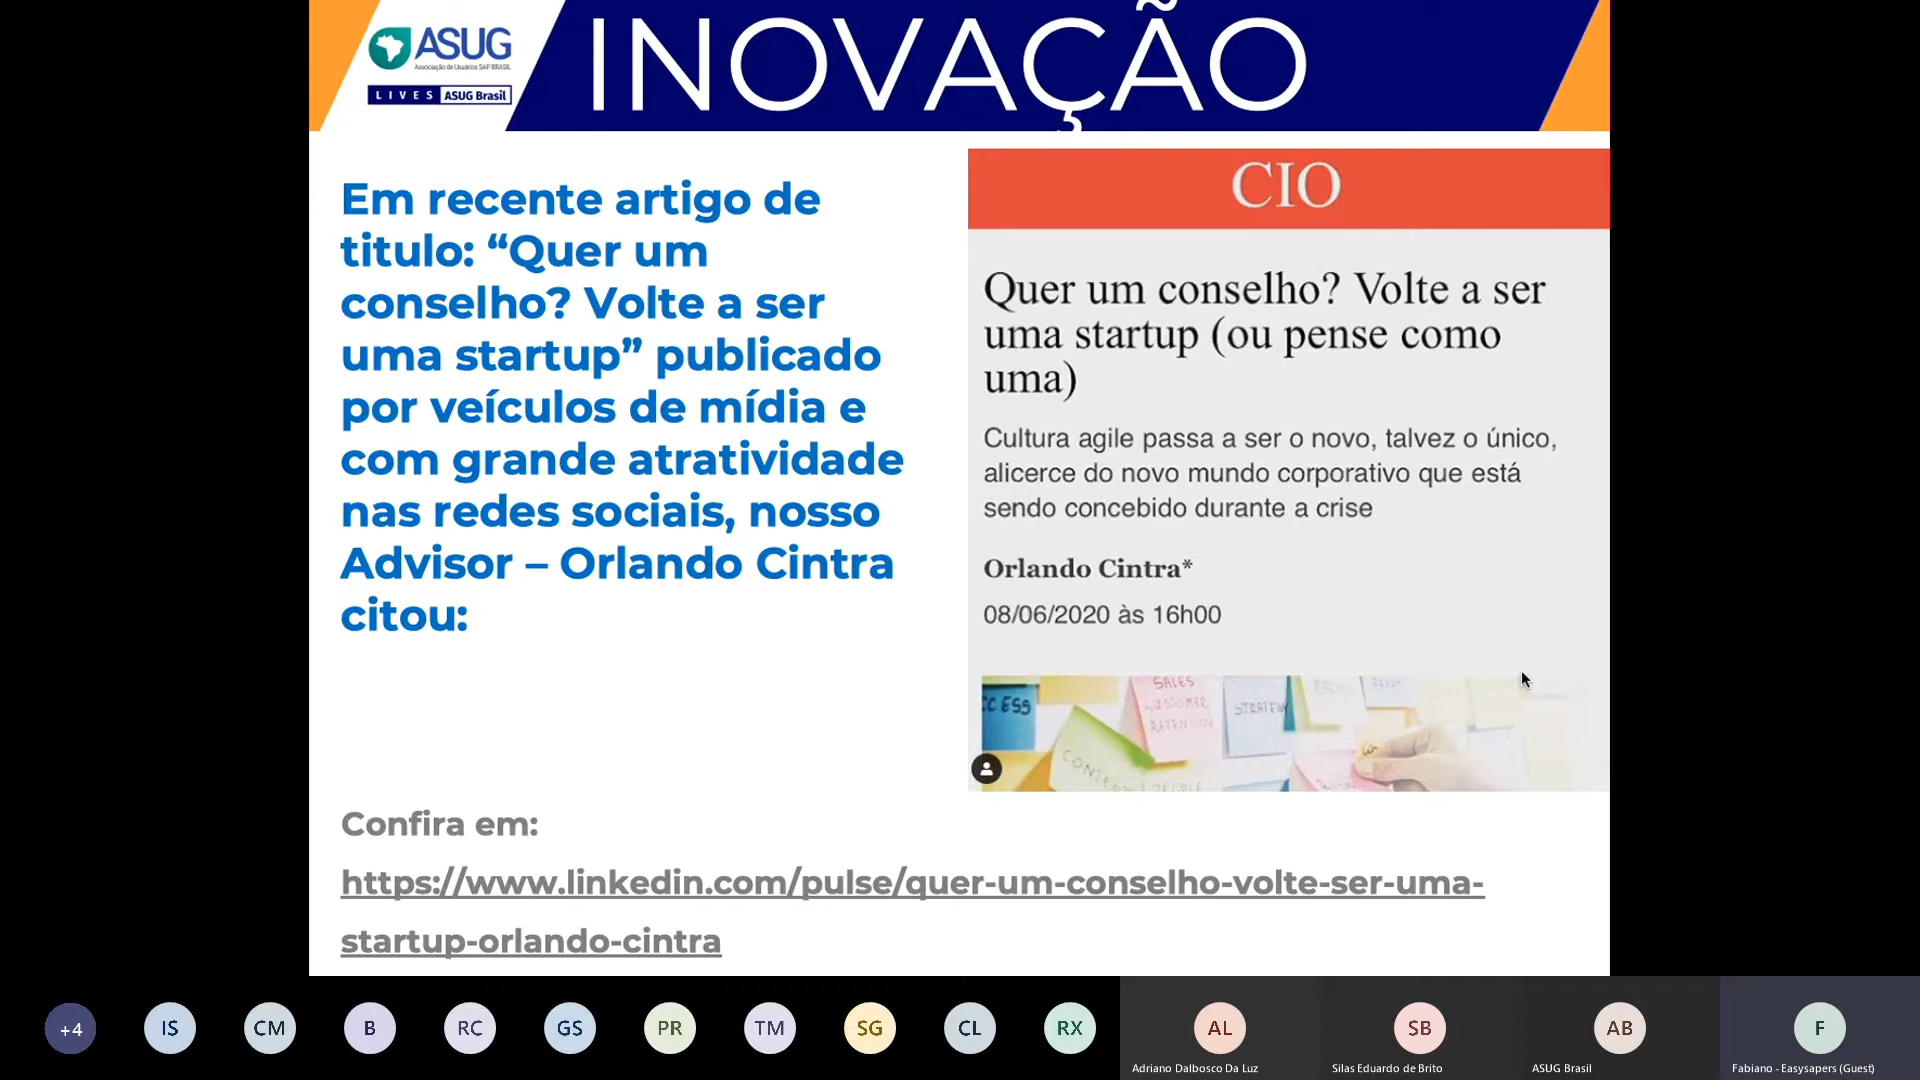 ASUG
Associação de Usuários SAP BRASIL
LIVES ASUG Brasil
INOVAÇÃO
Em recente artigo de
titulo: “Quer um
conselho? Volte a ser
uma startup” publicado
por veículos de mídia e
com grande atratividade
nas redes sociais, nosso
Advisor – Orlando Cintra
citou:
CIO
Quer um conselho? Volte a ser
uma startup (ou pense como
uma)
Cultura agile passa a ser o novo, talvez o único,
alicerce do novo mundo corporativo que está
sendo concebido durante a crise
Orlando Cintra*
08/06/2020 às 16h00
CCESS
SALES
CUSTOMER
RETENTION
STRATEGY
Confira em:
https://www.linkedin.com/pulse/quer-um-conselho-volte-ser-uma-
startup-orlando-cintra
+4
IS
CM
B
RC
GS
PR
TM
SG
CL
RX
AL
SB
AB
F
Adriano Dalbosco Da Luz
Silas Eduardo de Brito
ASUG Brasil
Fabiano - Easysapers (Guest)